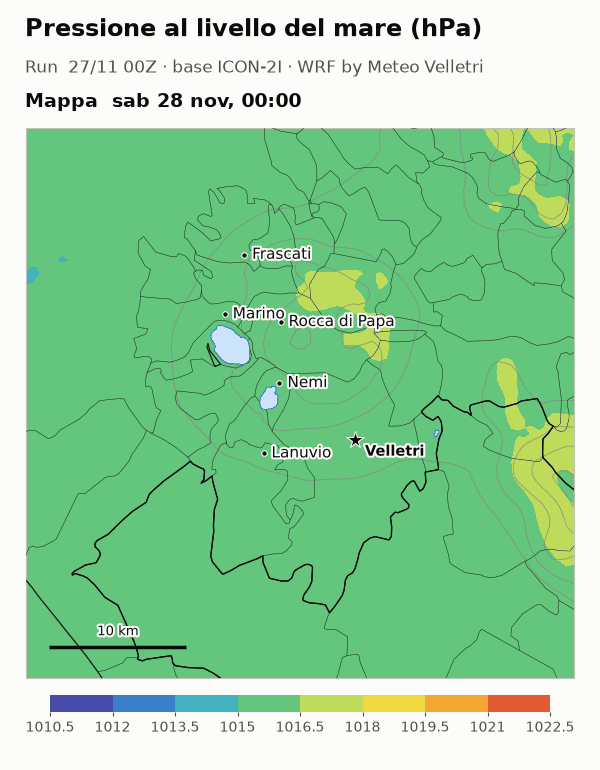 Pressione al livello del mare (hPa)
Run  27/11 00Z · base ICON-2I · WRF by Meteo Velletri
Mappa  sab 28 nov, 00:00
Frascati
Marino
Rocca di Papa
Nemi
Velletri
Lanuvio
10 km
1010.5 1012 1013.5 1015 1016.5 1018 1019.5 1021 1022.5